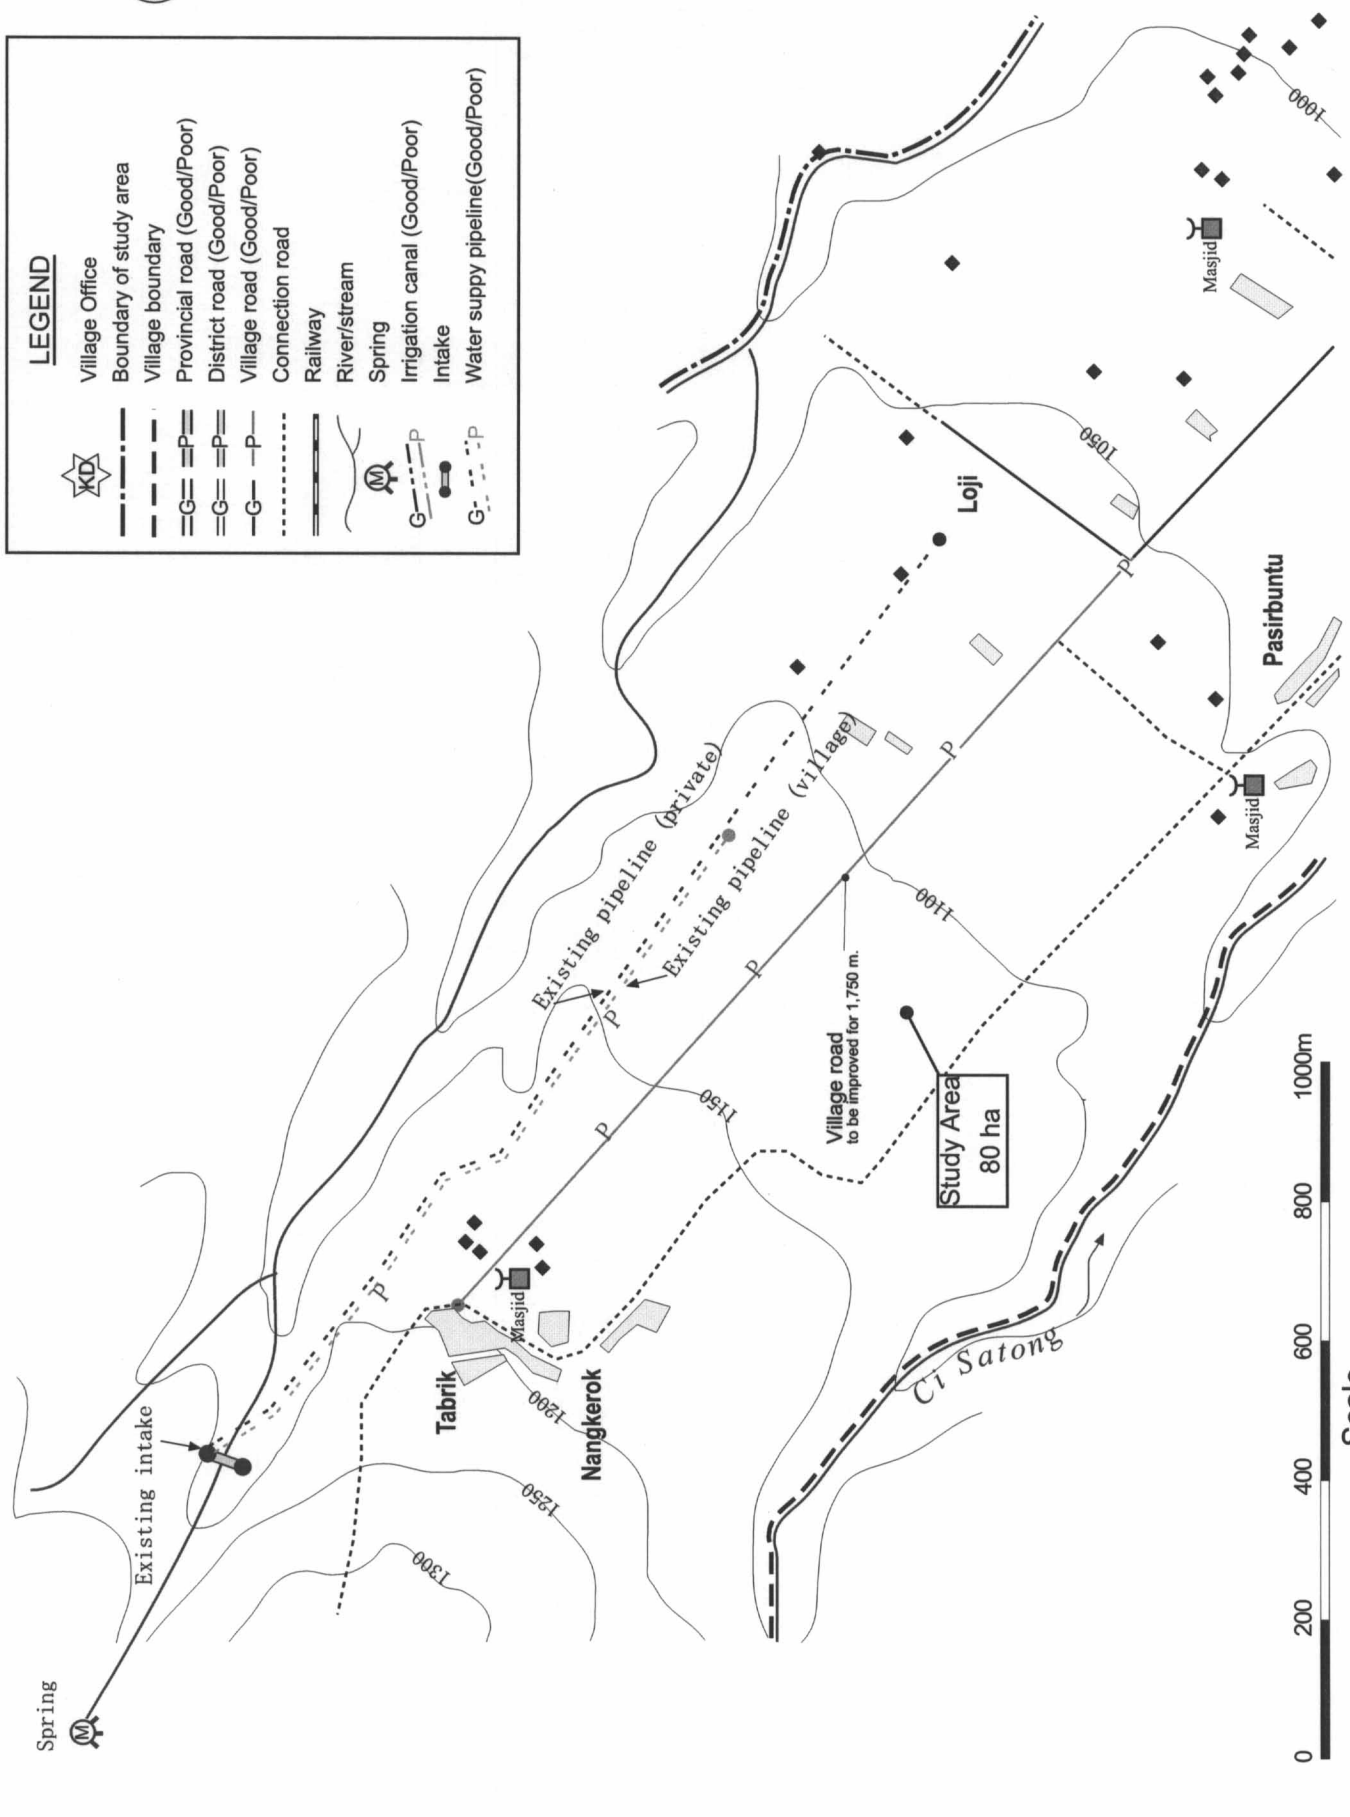 LEGEND
KD
Village Office
Boundary of study area
Village boundary
=G= =P= Provincial road (Good/Poor)
=G= =P= District road (Good/Poor)
G P Village road (Good/Poor)
Connection road
Railway
River/stream
M
Spring
G P Irrigation canal (Good/Poor)
Intake
G P Water suppy pipeline(Good/Poor)
Spring
M
Existing intake
P
Tabrik
Masjid
Nangkerok
1300
1250
1200
1150
1100
1050
1000
Existing pipeline (private)
Existing pipeline (village)
P
P
P
P
P
Loji
Village road
to be improved for 1,750 m.
Study Area
80 ha
Ci Satong
Masjid
Pasirbuntu
Masjid
0 200 400 600 800 1000m